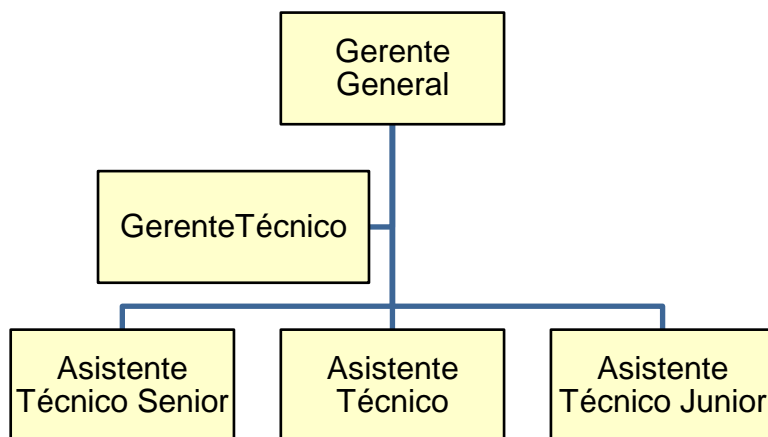 Gerente
General
GerenteTécnico
Asistente
Técnico Senior
Asistente
Técnico
Asistente
Técnico Junior